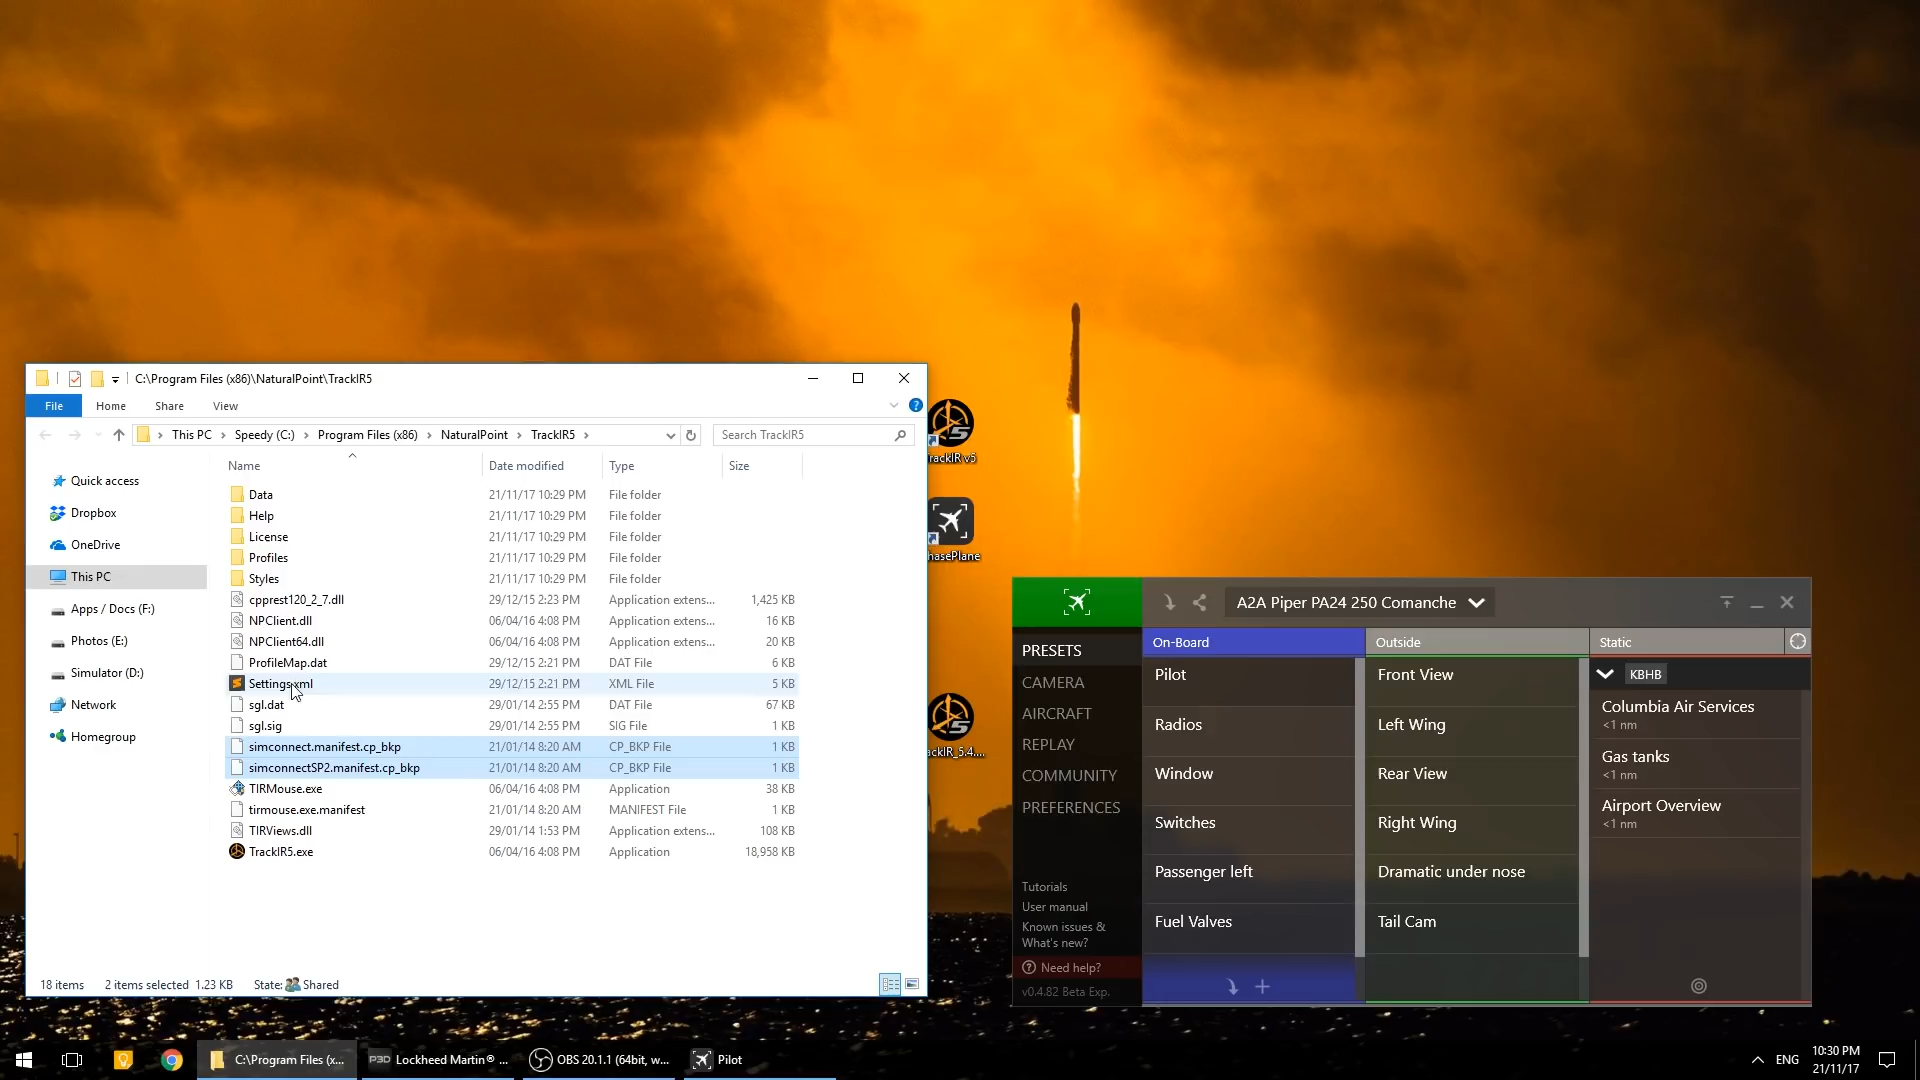 C:\Program Files (x86)\NaturalPoint\TrackIR5
File Home Share View
This PC Speedy (C:) Program Files (x86) NaturalPoint TrackIR5
Search TrackIR5
Name Date modified Type Size
Quick access
Dropbox
OneDrive
This PC
Apps / Docs (F:)
Photos (E:)
Simulator (D:)
Network
Homegroup
Data 21/11/17 10:29 PM File folder
Help 21/11/17 10:29 PM File folder
License 21/11/17 10:29 PM File folder
Profiles 21/11/17 10:29 PM File folder
Styles 21/11/17 10:29 PM File folder
cpprest120_2_7.dll 29/12/15 2:23 PM Application extens... 1,425 KB
NPClient.dll 06/04/16 4:08 PM Application extens... 16 KB
NPClient64.dll 06/04/16 4:08 PM Application extens... 20 KB
ProfileMap.dat 29/12/15 2:21 PM DAT File 6 KB
Settings.xml 29/12/15 2:21 PM XML File 5 KB
sgl.dat 29/01/14 2:55 PM DAT File 67 KB
sgl.sig 29/01/14 2:55 PM SIG File 1 KB
simconnect.manifest.cp_bkp 21/01/14 8:20 AM CP_BKP File 1 KB
simconnectSP2.manifest.cp_bkp 21/01/14 8:20 AM CP_BKP File 1 KB
TIRMouse.exe 06/04/16 4:08 PM Application 38 KB
tirmouse.exe.manifest 21/01/14 8:20 AM MANIFEST File 1 KB
TIRViews.dll 29/01/14 1:53 PM Application extens... 108 KB
TrackIR5.exe 06/04/16 4:08 PM Application 18,958 KB
18 items 2 items selected 1.23 KB State: Shared
rackIR v5
hasePlane
ackIR_5.4....
A2A Piper PA24 250 Comanche
PRESETS
CAMERA
AIRCRAFT
REPLAY
COMMUNITY
PREFERENCES
Tutorials
User manual
Known issues &
What's new?
Need help?
v0.4.82 Beta Exp.
On-Board
Pilot
Radios
Window
Switches
Passenger left
Fuel Valves
Outside
Front View
Left Wing
Rear View
Right Wing
Dramatic under nose
Tail Cam
Static
KBHB
Columbia Air Services
<1 nm
Gas tanks
<1 nm
Airport Overview
<1 nm
C:\Program Files (x...
P3D Lockheed Martin® ...
OBS 20.1.1 (64bit, w...
Pilot
ENG
10:30 PM
21/11/17